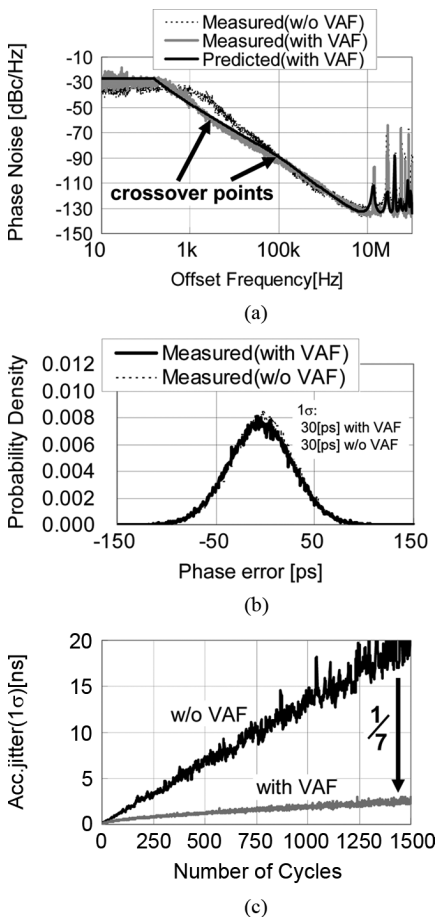 Measured(w/o VAF)
Measured(with VAF)
Predicted(with VAF)
Phase Noise [dBc/Hz]
-10
-30
-50
-70
-90
-110
-130
-150
crossover points
10
1k
100k
10M
Offset Frequency[Hz]
(a)
Measured(with VAF)
Measured(w/o VAF)
Probability Density
0.012
0.010
0.008
0.006
0.004
0.002
0.000
1σ:
30[ps] with VAF
30[ps] w/o VAF
-150
-50
50
150
Phase error [ps]
(b)
Acc.jitter(1σ)[ns]
20
15
10
5
0
w/o VAF
with VAF
1/7
0
250
500
750
1000
1250
1500
Number of Cycles
(c)